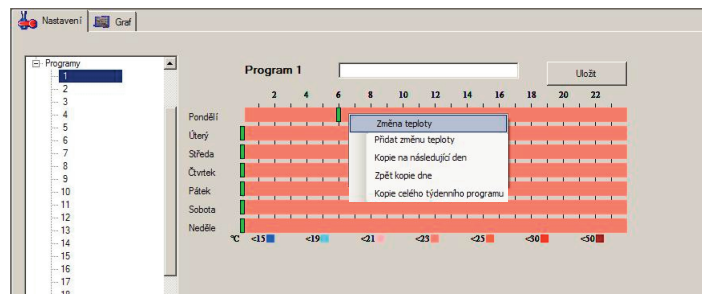 Nastavení Graf
Programy
1
2
3
4
5
6
7
8
9
10
11
12
13
14
15
16
17
Program 1 Uložit
2 4 6 8 10 12 14 16 18 20 22
Pondělí
Úterý
Středa
Čtvrtek
Pátek
Sobota
Neděle
Změna teploty
Přidat změnu teploty
Kopie na následující den
Zpět kopie dne
Kopie celého týdenního programu
°C <15 <19 <21 <23 <25 <30 <50